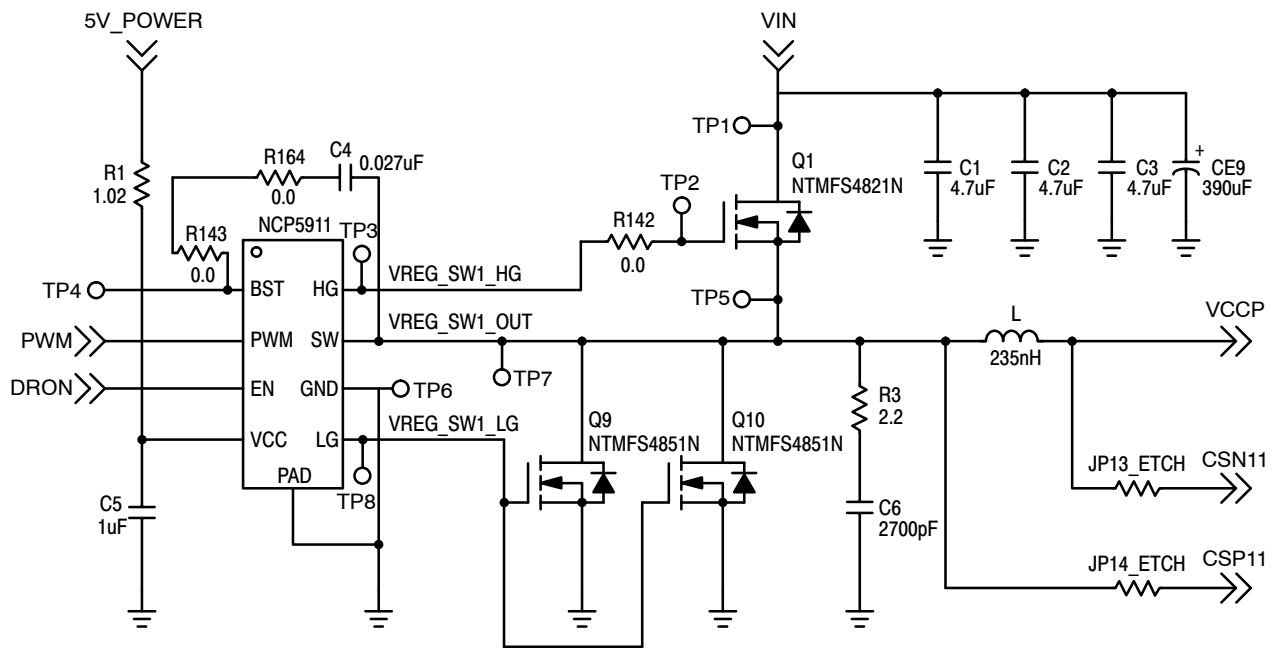 5V_POWER
VIN
TP1
R1
1.02
R164
0.0
C4
0.027uF
Q1
NTMFS4821N
C1
4.7uF
C2
4.7uF
C3
4.7uF
+
CE9
390uF
TP2
R142
0.0
R143
0.0
NCP5911
TP3
TP4
BST
HG
VREG_SW1_HG
TP5
PWM
PWM
SW
VREG_SW1_OUT
L
235nH
VCCP
DRON
EN
GND
TP6
TP7
R3
2.2
VCC
LG
VREG_SW1_LG
Q9
NTMFS4851N
Q10
NTMFS4851N
PAD
TP8
JP13_ETCH
CSN11
C5
1uF
C6
2700pF
JP14_ETCH
CSP11